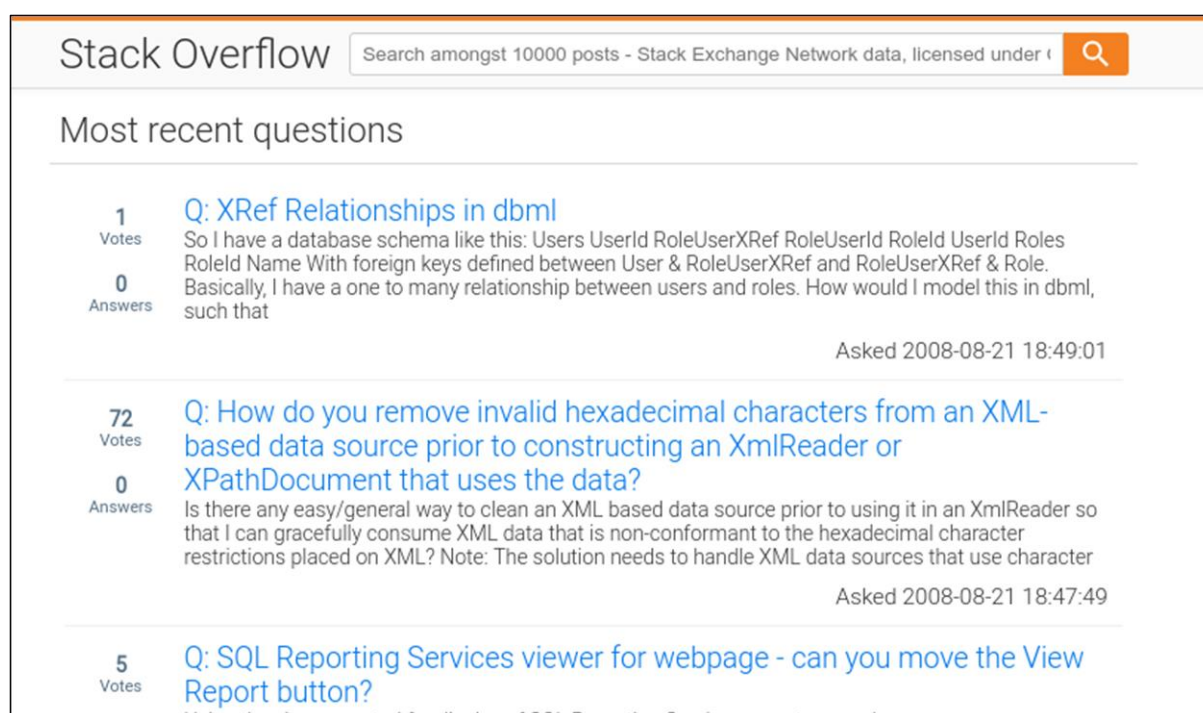 Stack Overflow
Search amongst 10000 posts - Stack Exchange Network data, licensed under
Most recent questions
1
Votes
0
Answers
Q: XRef Relationships in dbml
So I have a database schema like this: Users UserId RoleUserXRef RoleUserId RoleId UserId Roles
RoleId Name With foreign keys defined between User & RoleUserXRef and RoleUserXRef & Role.
Basically, I have a one to many relationship between users and roles. How would I model this in dbml,
such that
Asked 2008-08-21 18:49:01
72
Votes
0
Answers
Q: How do you remove invalid hexadecimal characters from an XML-
based data source prior to constructing an XmlReader or
XPathDocument that uses the data?
Is there any easy/general way to clean an XML based data source prior to using it in an XmlReader so
that I can gracefully consume XML data that is non-conformant to the hexadecimal character
restrictions placed on XML? Note: The solution needs to handle XML data sources that use character
Asked 2008-08-21 18:47:49
5
Votes
Q: SQL Reporting Services viewer for webpage - can you move the View
Report button?